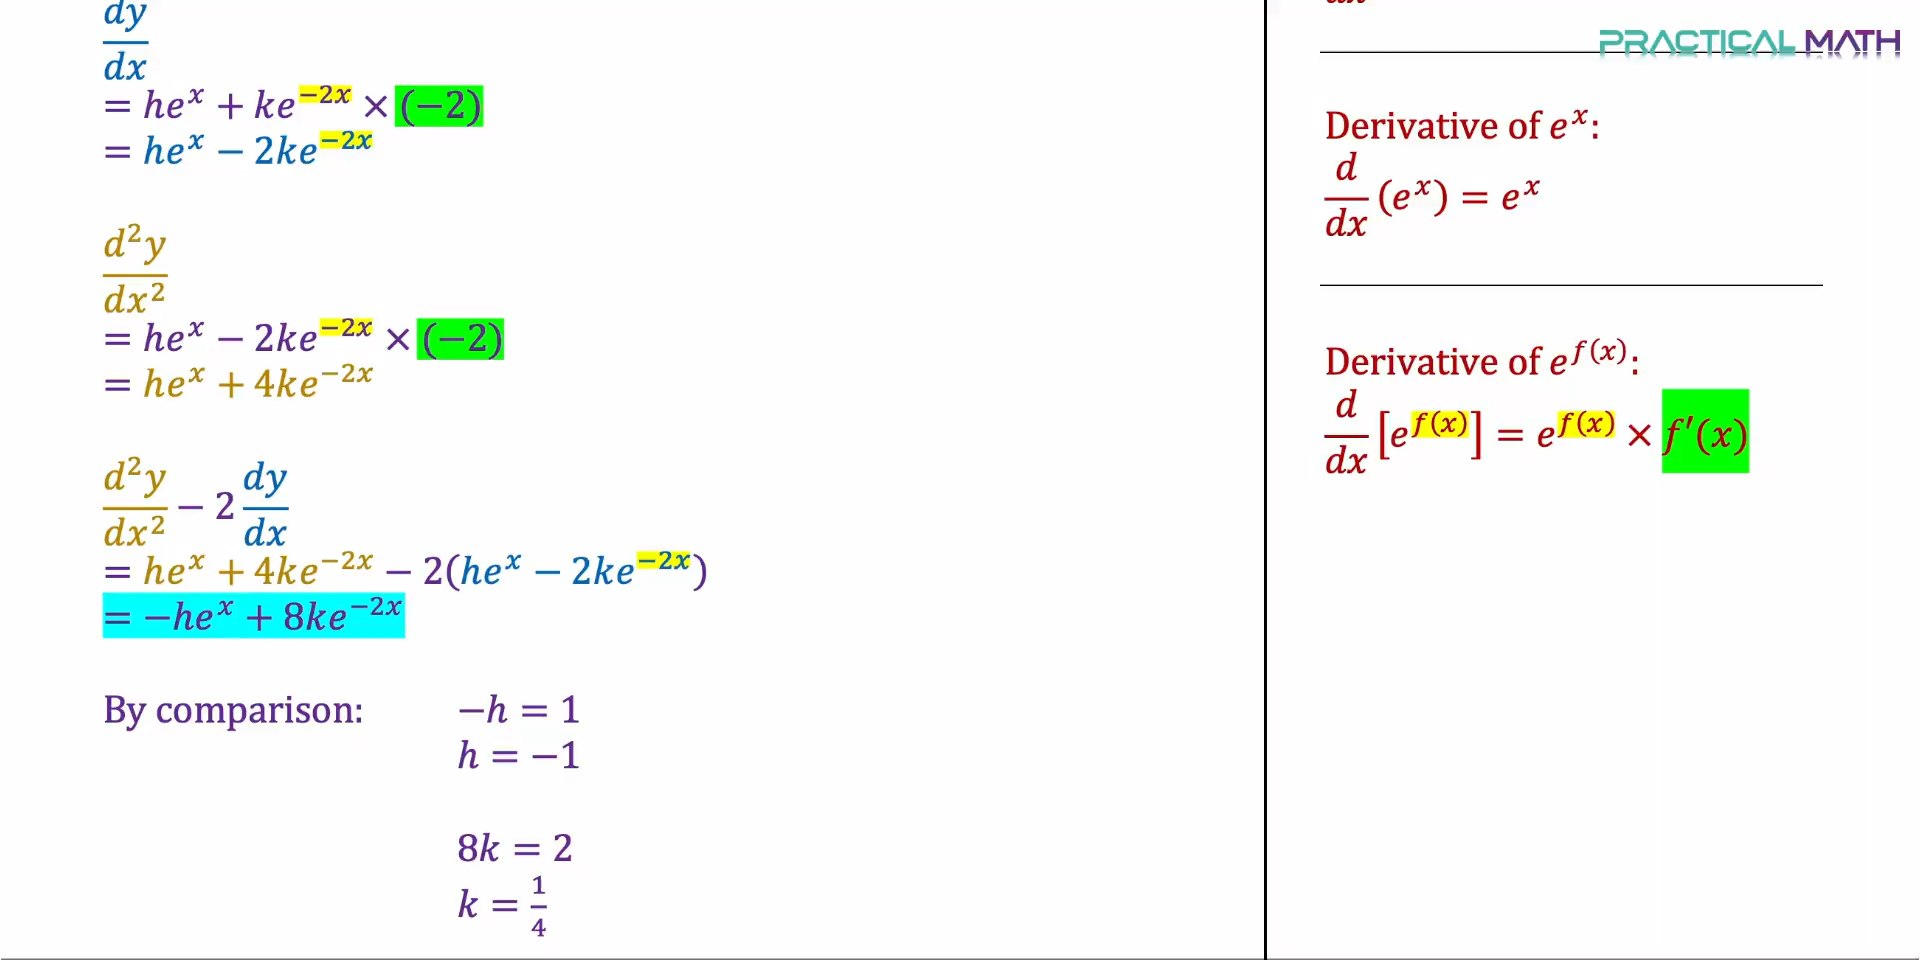 dy
dx
= he^x + ke^−2x × (−2)
= he^x − 2ke^−2x
d²y
dx²
= he^x − 2ke^−2x × (−2)
= he^x + 4ke^−2x
d²y/dx² − 2 dy/dx
= he^x + 4ke^−2x − 2(he^x − 2ke^−2x)
= −he^x + 8ke^−2x
By comparison: −h = 1
h = −1
8k = 2
k = 1/4
PRACTICAL MATH
Derivative of e^x:
d/dx (e^x) = e^x
Derivative of e^f(x):
d/dx [e^f(x)] = e^f(x) × f′(x)